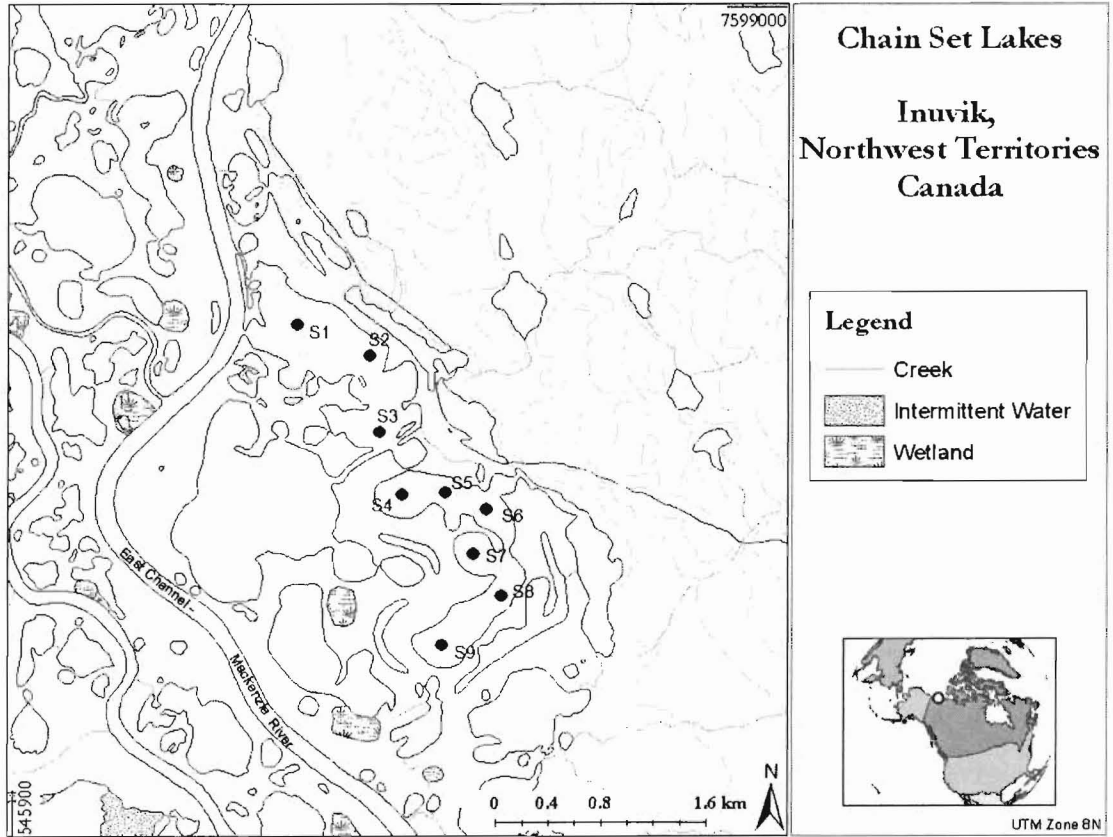 7599000
Chain Set Lakes
Inuvik,
Northwest Territories
Canada
S1
S2
S3
S4
S5
S6
S7
S8
S9
East Channel -
Mackenzie River
Legend
Creek
Intermittent Water
Wetland
545900
N
0 0.4 0.8 1.6 km
UTM Zone 8N